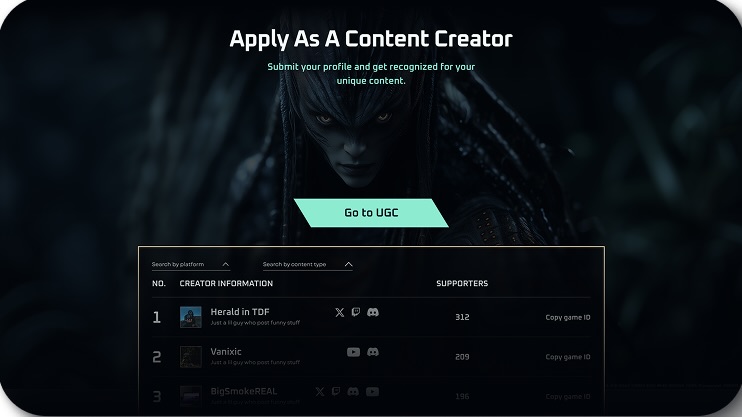 Apply As A Content Creator
Submit your profile and get recognized for your
unique content.
Go to UGC
Search by platform Search by content type
NO. CREATOR INFORMATION SUPPORTERS
1 Herald in TDF 312 Copy game ID
Just a lil guy who post funny stuff
2 Vanixic 209 Copy game ID
Just a lil guy who post funny stuff
3 BigSmokeREAL 196 Copy game ID